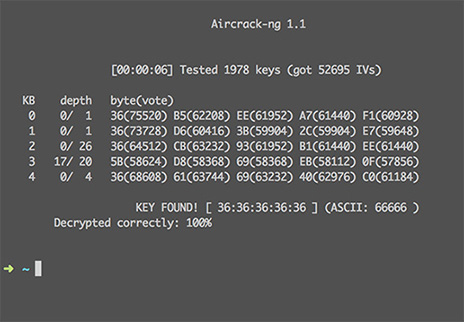 Aircrack-ng 1.1
[00:00:06] Tested 1978 keys (got 52695 IVs)
KB depth byte(vote)
0 0/ 1 36(75520) B5(62208) EE(61952) A7(61440) F1(60928)
1 0/ 1 36(73728) D6(60416) 3B(59904) 2C(59904) E7(59648)
2 0/ 26 36(64512) CB(63232) 93(61952) B1(61440) EE(61440)
3 17/ 20 5B(58624) D8(58368) 69(58368) EB(58112) 0F(57856)
4 0/ 4 36(68608) 61(63744) 69(63232) 40(62976) C0(61184)
KEY FOUND! [ 36:36:36:36:36 ] (ASCII: 66666 )
Decrypted correctly: 100%
➜ ~